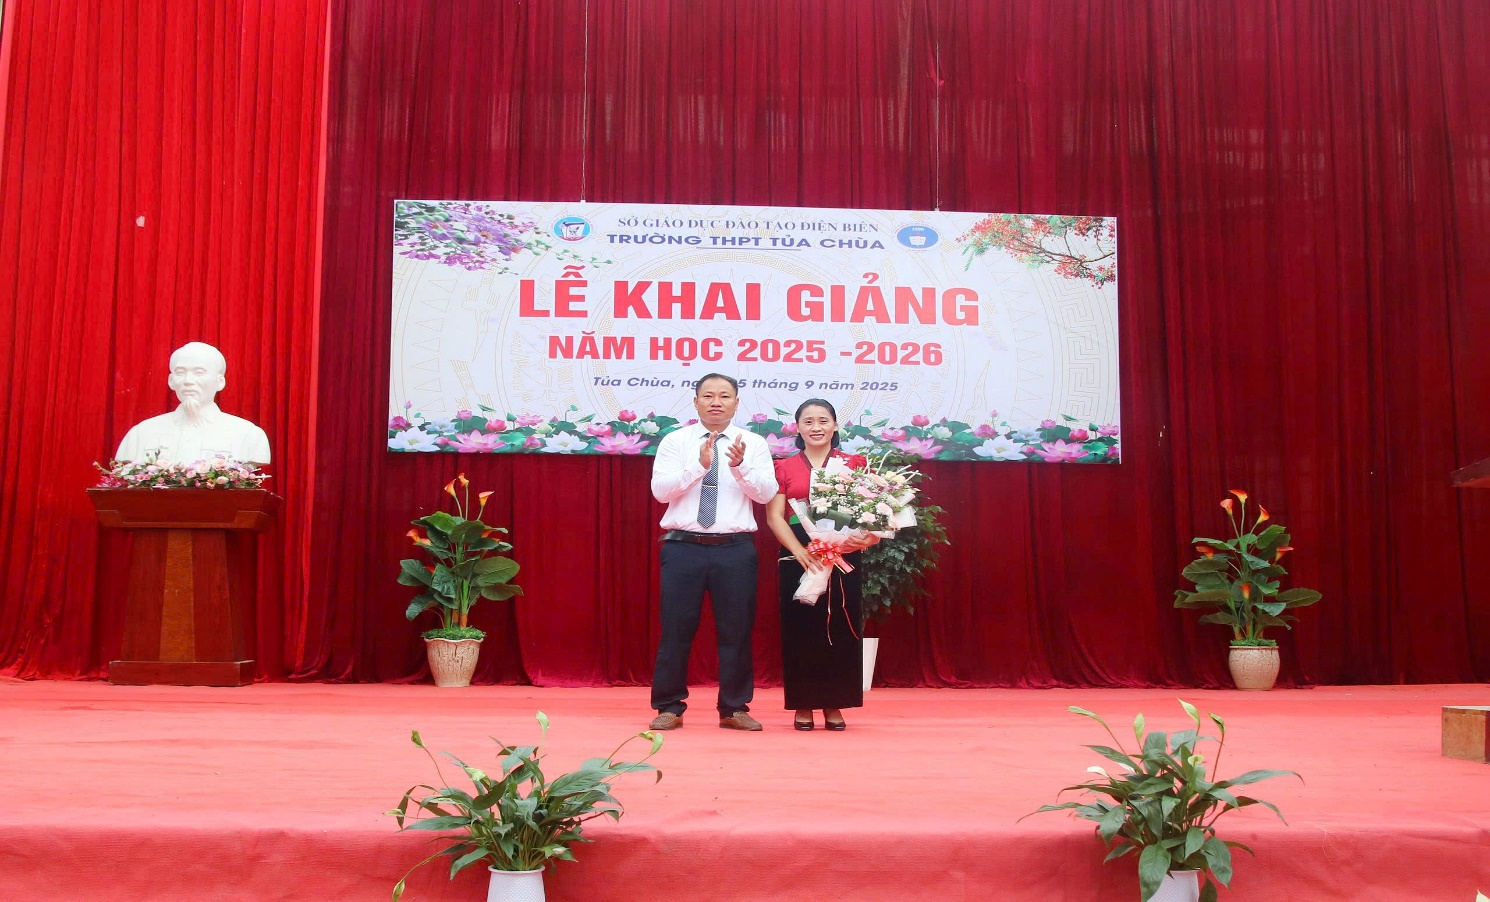 SỞ GIÁO DỤC ĐÀO TẠO ĐIỆN BIÊN
TRƯỜNG THPT TỦA CHÙA
LỄ KHAI GIẢNG
NĂM HỌC 2025 -2026
Tủa Chùa, 5 tháng 9 năm 2025